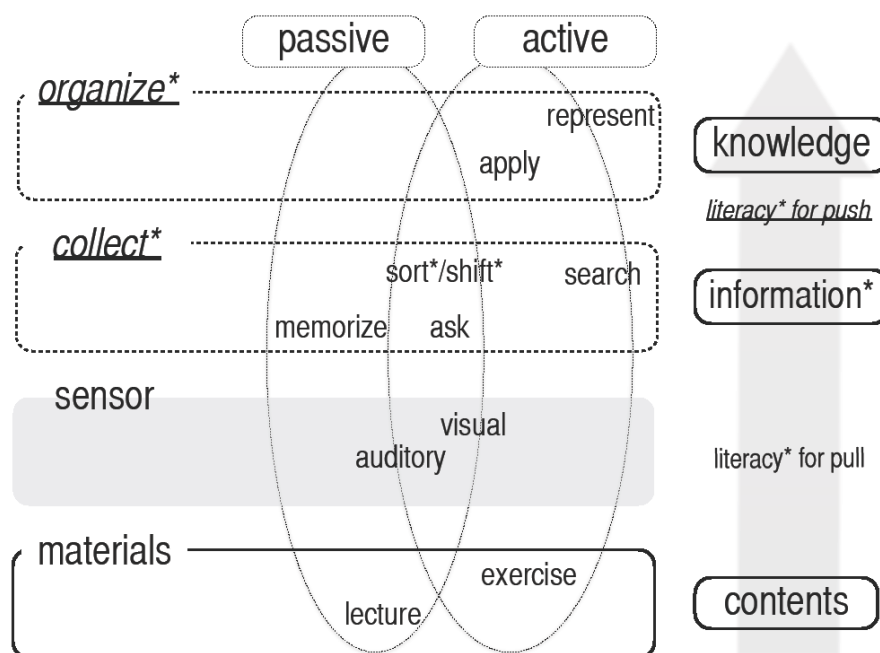 passive
active
organize*
represent
apply
knowledge
literacy* for push
collect*
sort*/shift*
search
information*
memorize
ask
sensor
visual
auditory
literacy* for pull
materials
exercise
lecture
contents